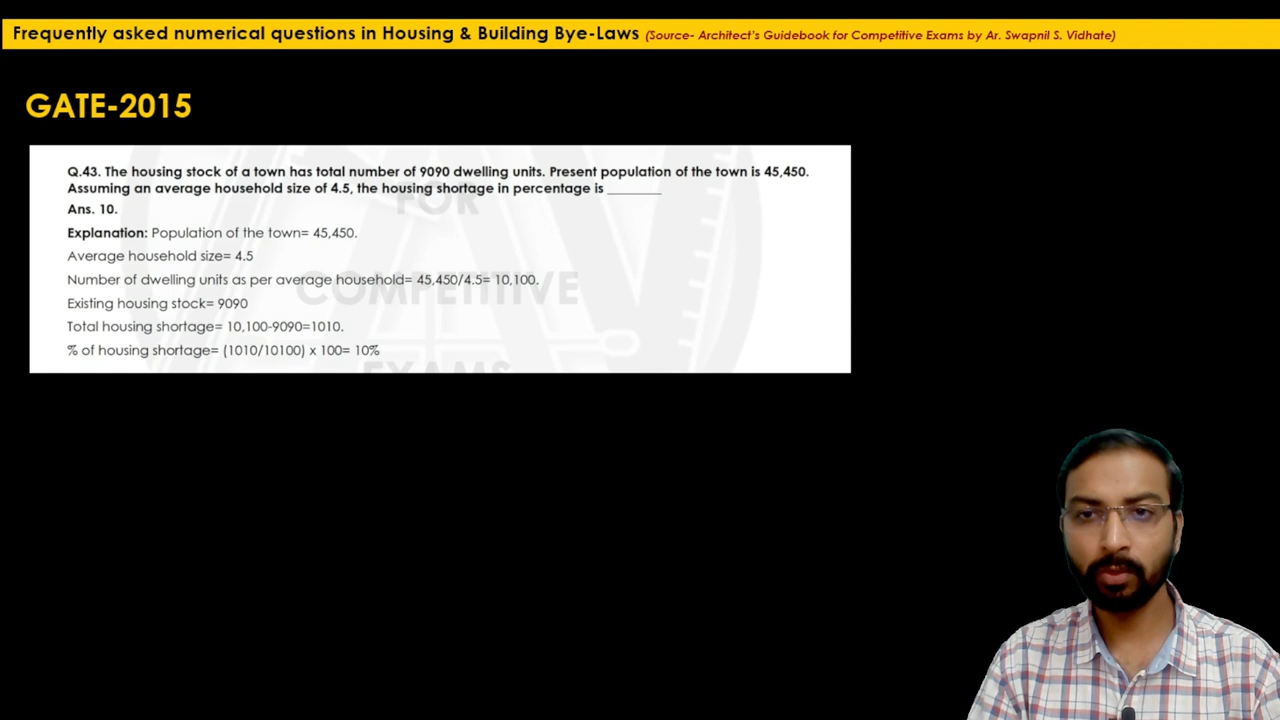 Frequently asked numerical questions in Housing & Building Bye-Laws (Source- Architect's Guidebook for Competitive Exams by Ar. Swapnil S. Vidhate)
GATE-2015
Q.43. The housing stock of a town has total number of 9090 dwelling units. Present population of the town is 45,450.
Assuming an average household size of 4.5, the housing shortage in percentage is ________
Ans. 10.
Explanation: Population of the town= 45,450.
Average household size= 4.5
Number of dwelling units as per average household= 45,450/4.5= 10,100.
Existing housing stock= 9090
Total housing shortage= 10,100-9090=1010.
% of housing shortage= (1010/10100) x 100= 10%
FOR
COMPETITIVE
EXAMS